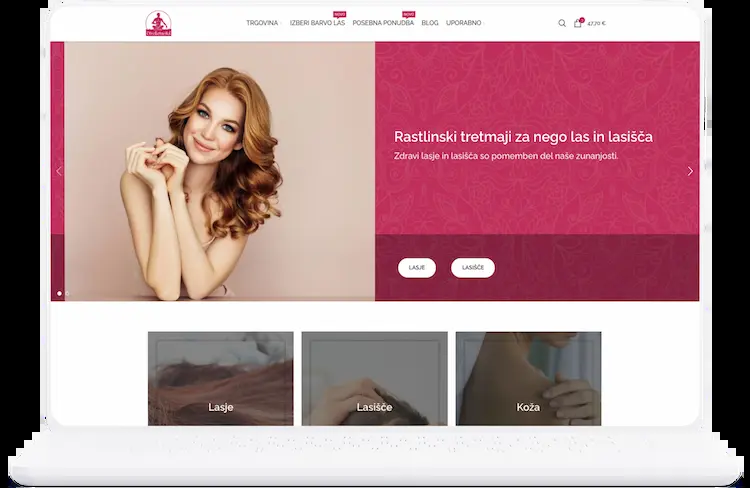 TRGOVINA
IZBERI BARVO LAS
NOVO
POSEBNA PONUDBA
NOVO
BLOG
UPORABNO
47,70 €
Rastlinski tretmaji za nego las in lasišča
Zdravi lasje in lasišča so pomemben del naše zunanjosti.
LASJE
LASIŠČE
Lasje
Lasišče
Koža